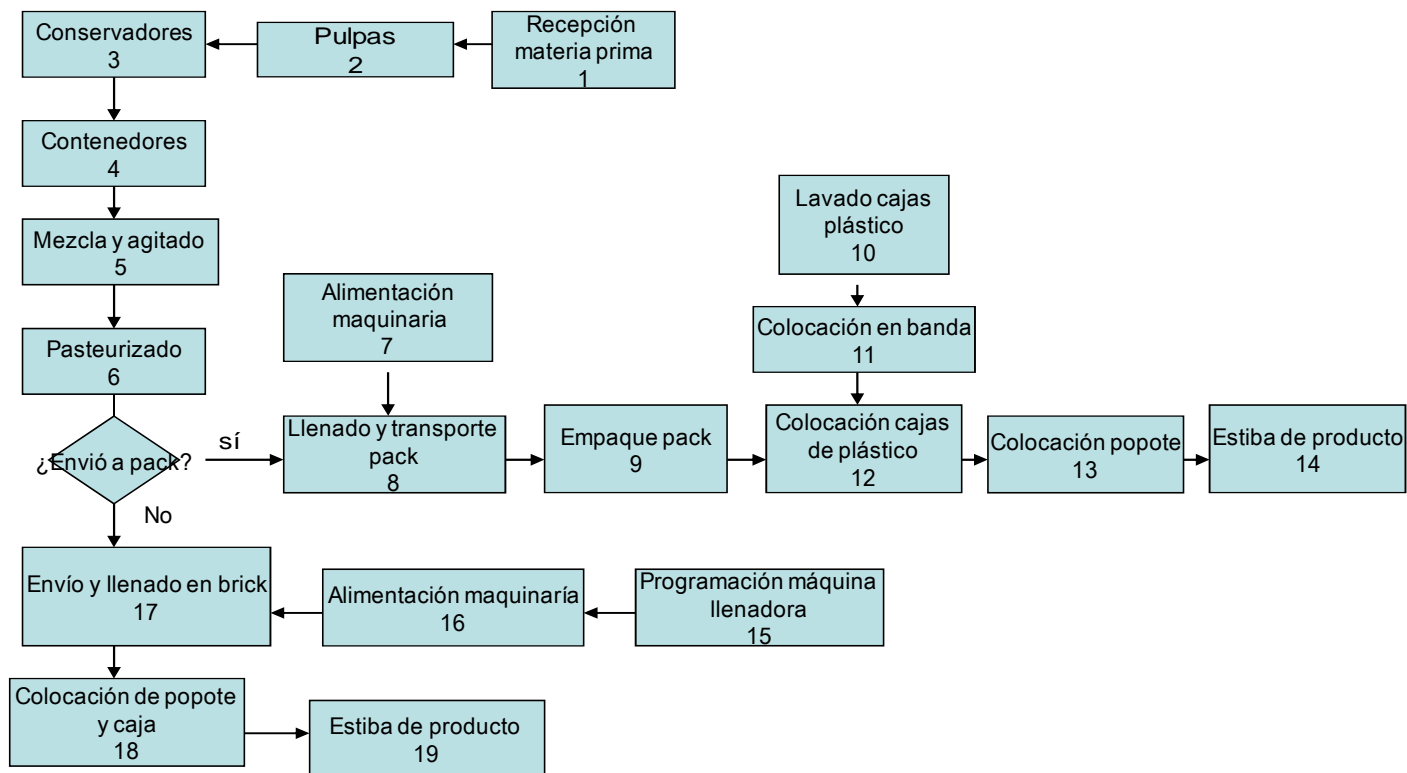 Recepción
materia prima
1
Pulpas
2
Conservadores
3
Contenedores
4
Mezcla y agitado
5
Pasteurizado
6
¿Envió a pack?
sí
No
Alimentación
maquinaria
7
Llenado y transporte
pack
8
Empaque pack
9
Lavado cajas
plástico
10
Colocación en banda
11
Colocación cajas
de plástico
12
Colocación popote
13
Estiba de producto
14
Programación máquina
llenadora
15
Alimentación maquinaría
16
Envío y llenado en brick
17
Colocación de popote
y caja
18
Estiba de producto
19